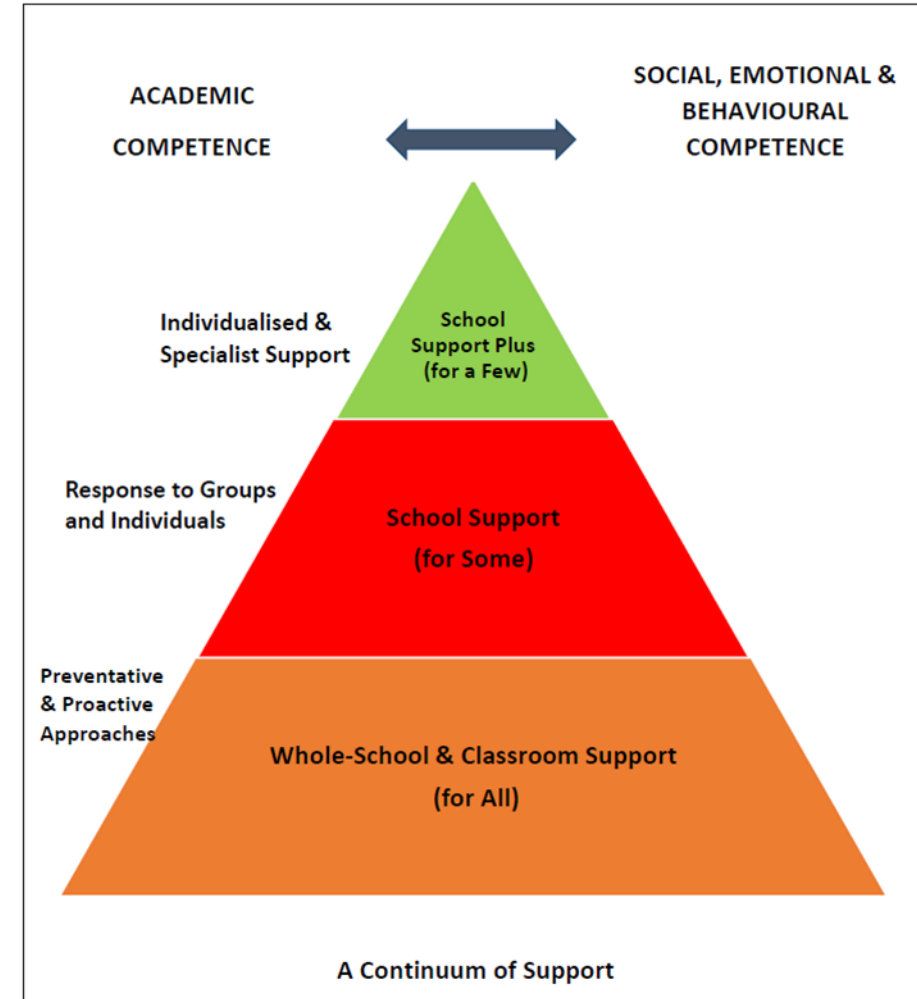 ACADEMIC
COMPETENCE
SOCIAL, EMOTIONAL &
BEHAVIOURAL
COMPETENCE
Individualised &
Specialist Support
School
Support Plus
(for a Few)
Response to Groups
and Individuals
School Support
(for Some)
Preventative
& Proactive
Approaches
Whole-School & Classroom Support
(for All)
A Continuum of Support